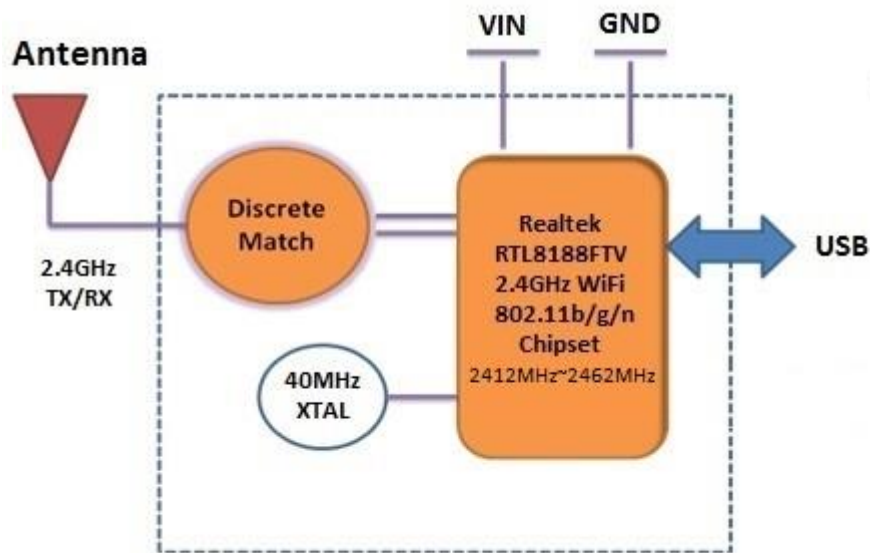 VIN
GND
Antenna
Discrete
Match
2.4GHz
TX/RX
Realtek
RTL8188FTV
2.4GHz WiFi
802.11b/g/n
Chipset
2412MHz~2462MHz
USB
40MHz
XTAL